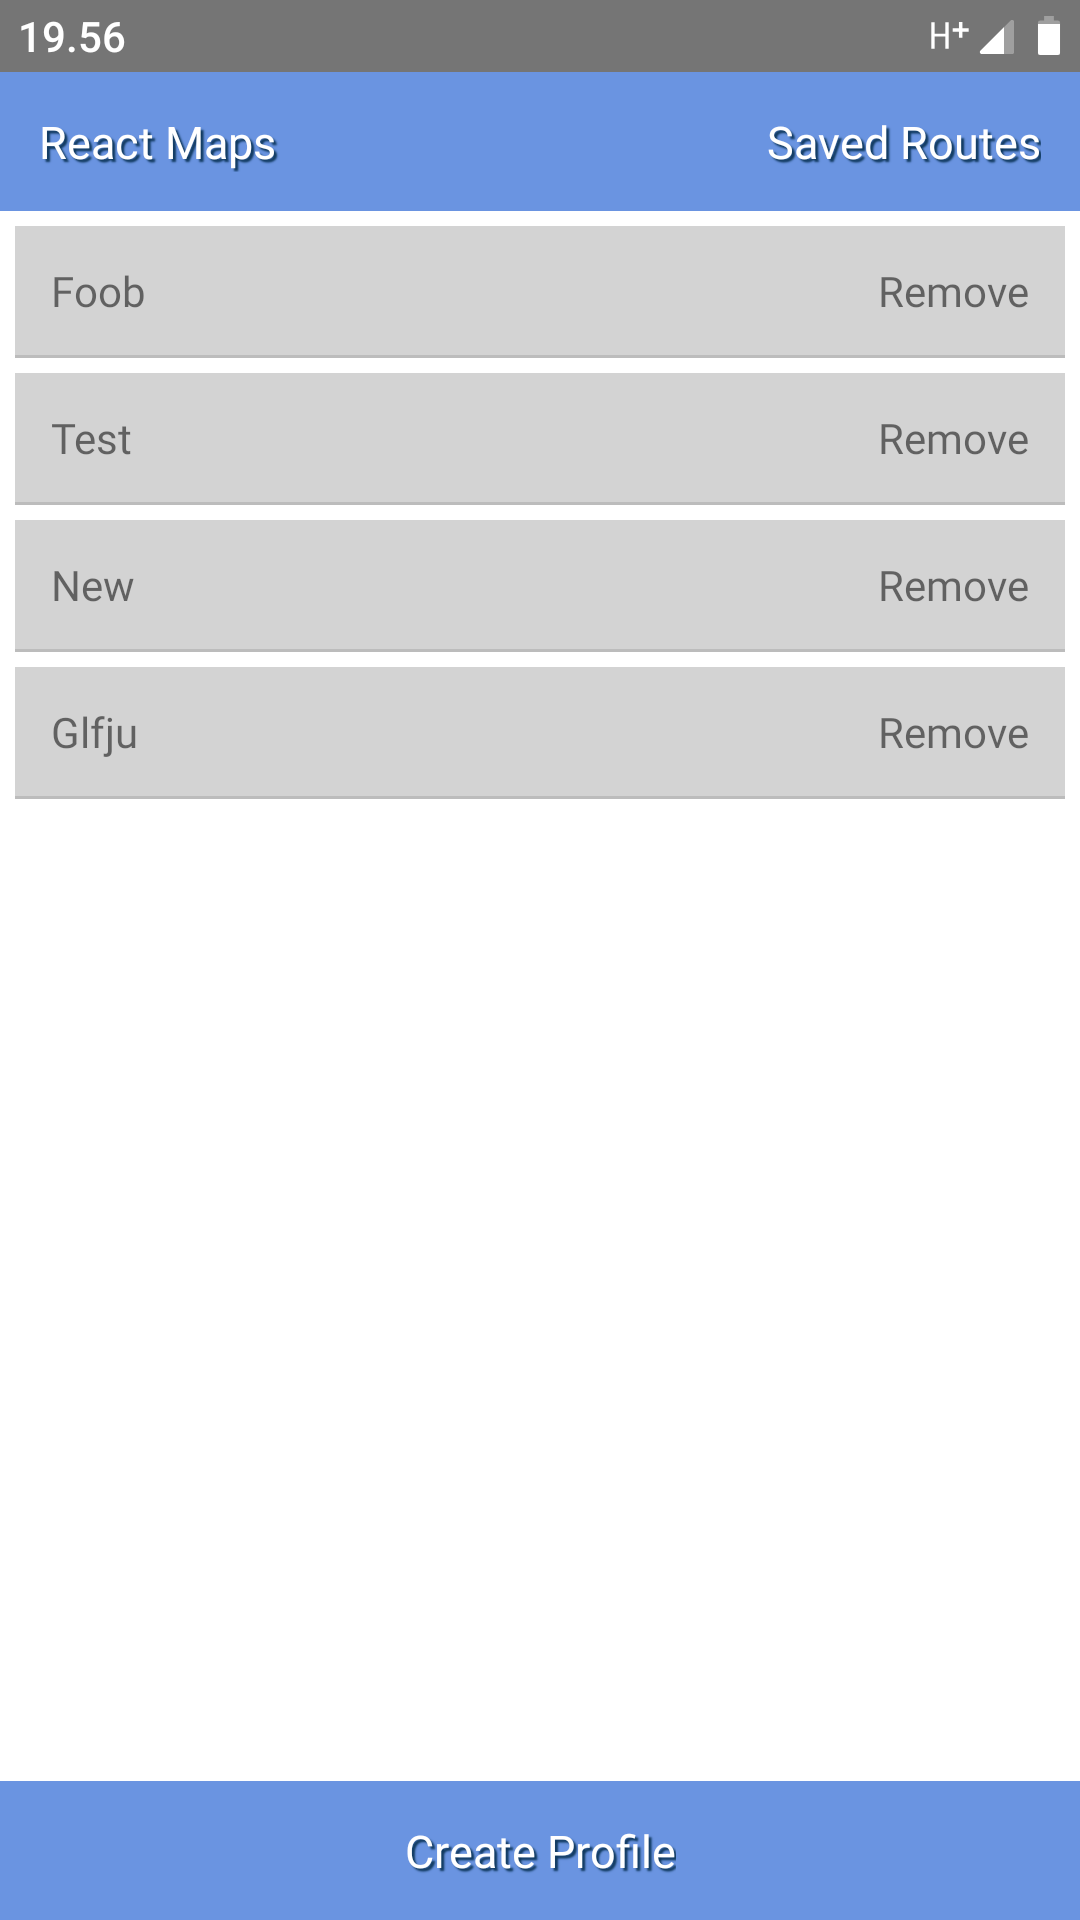 19.56 H+
React Maps Saved Routes
Foob Remove
Test Remove
New Remove
Glfju Remove
Create Profile